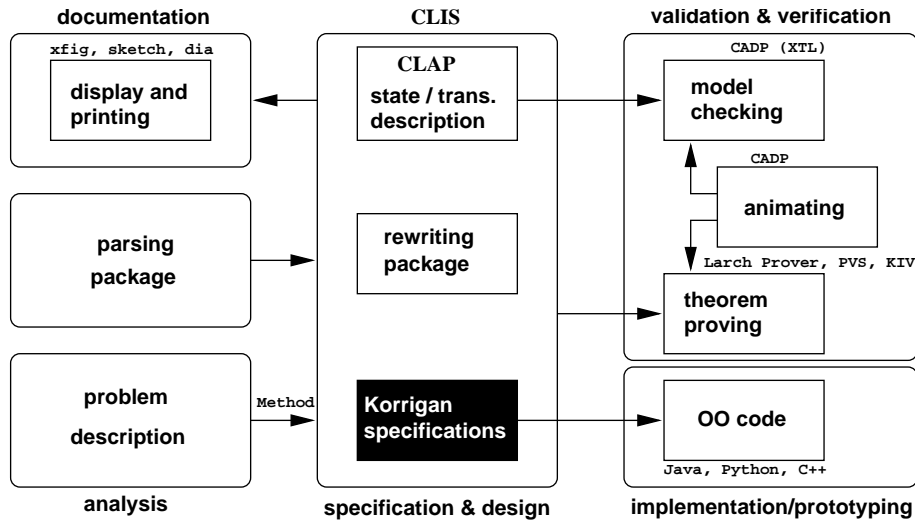 documentation
CLIS
validation & verification
xfig, sketch, dia
display and
printing
CLAP
state / trans.
description
CADP (XTL)
model
checking
CADP
animating
parsing
package
rewriting
package
Larch Prover, PVS, KIV
theorem
proving
problem
description
Method
Korrigan
specifications
OO code
Java, Python, C++
analysis
specification & design
implementation/prototyping